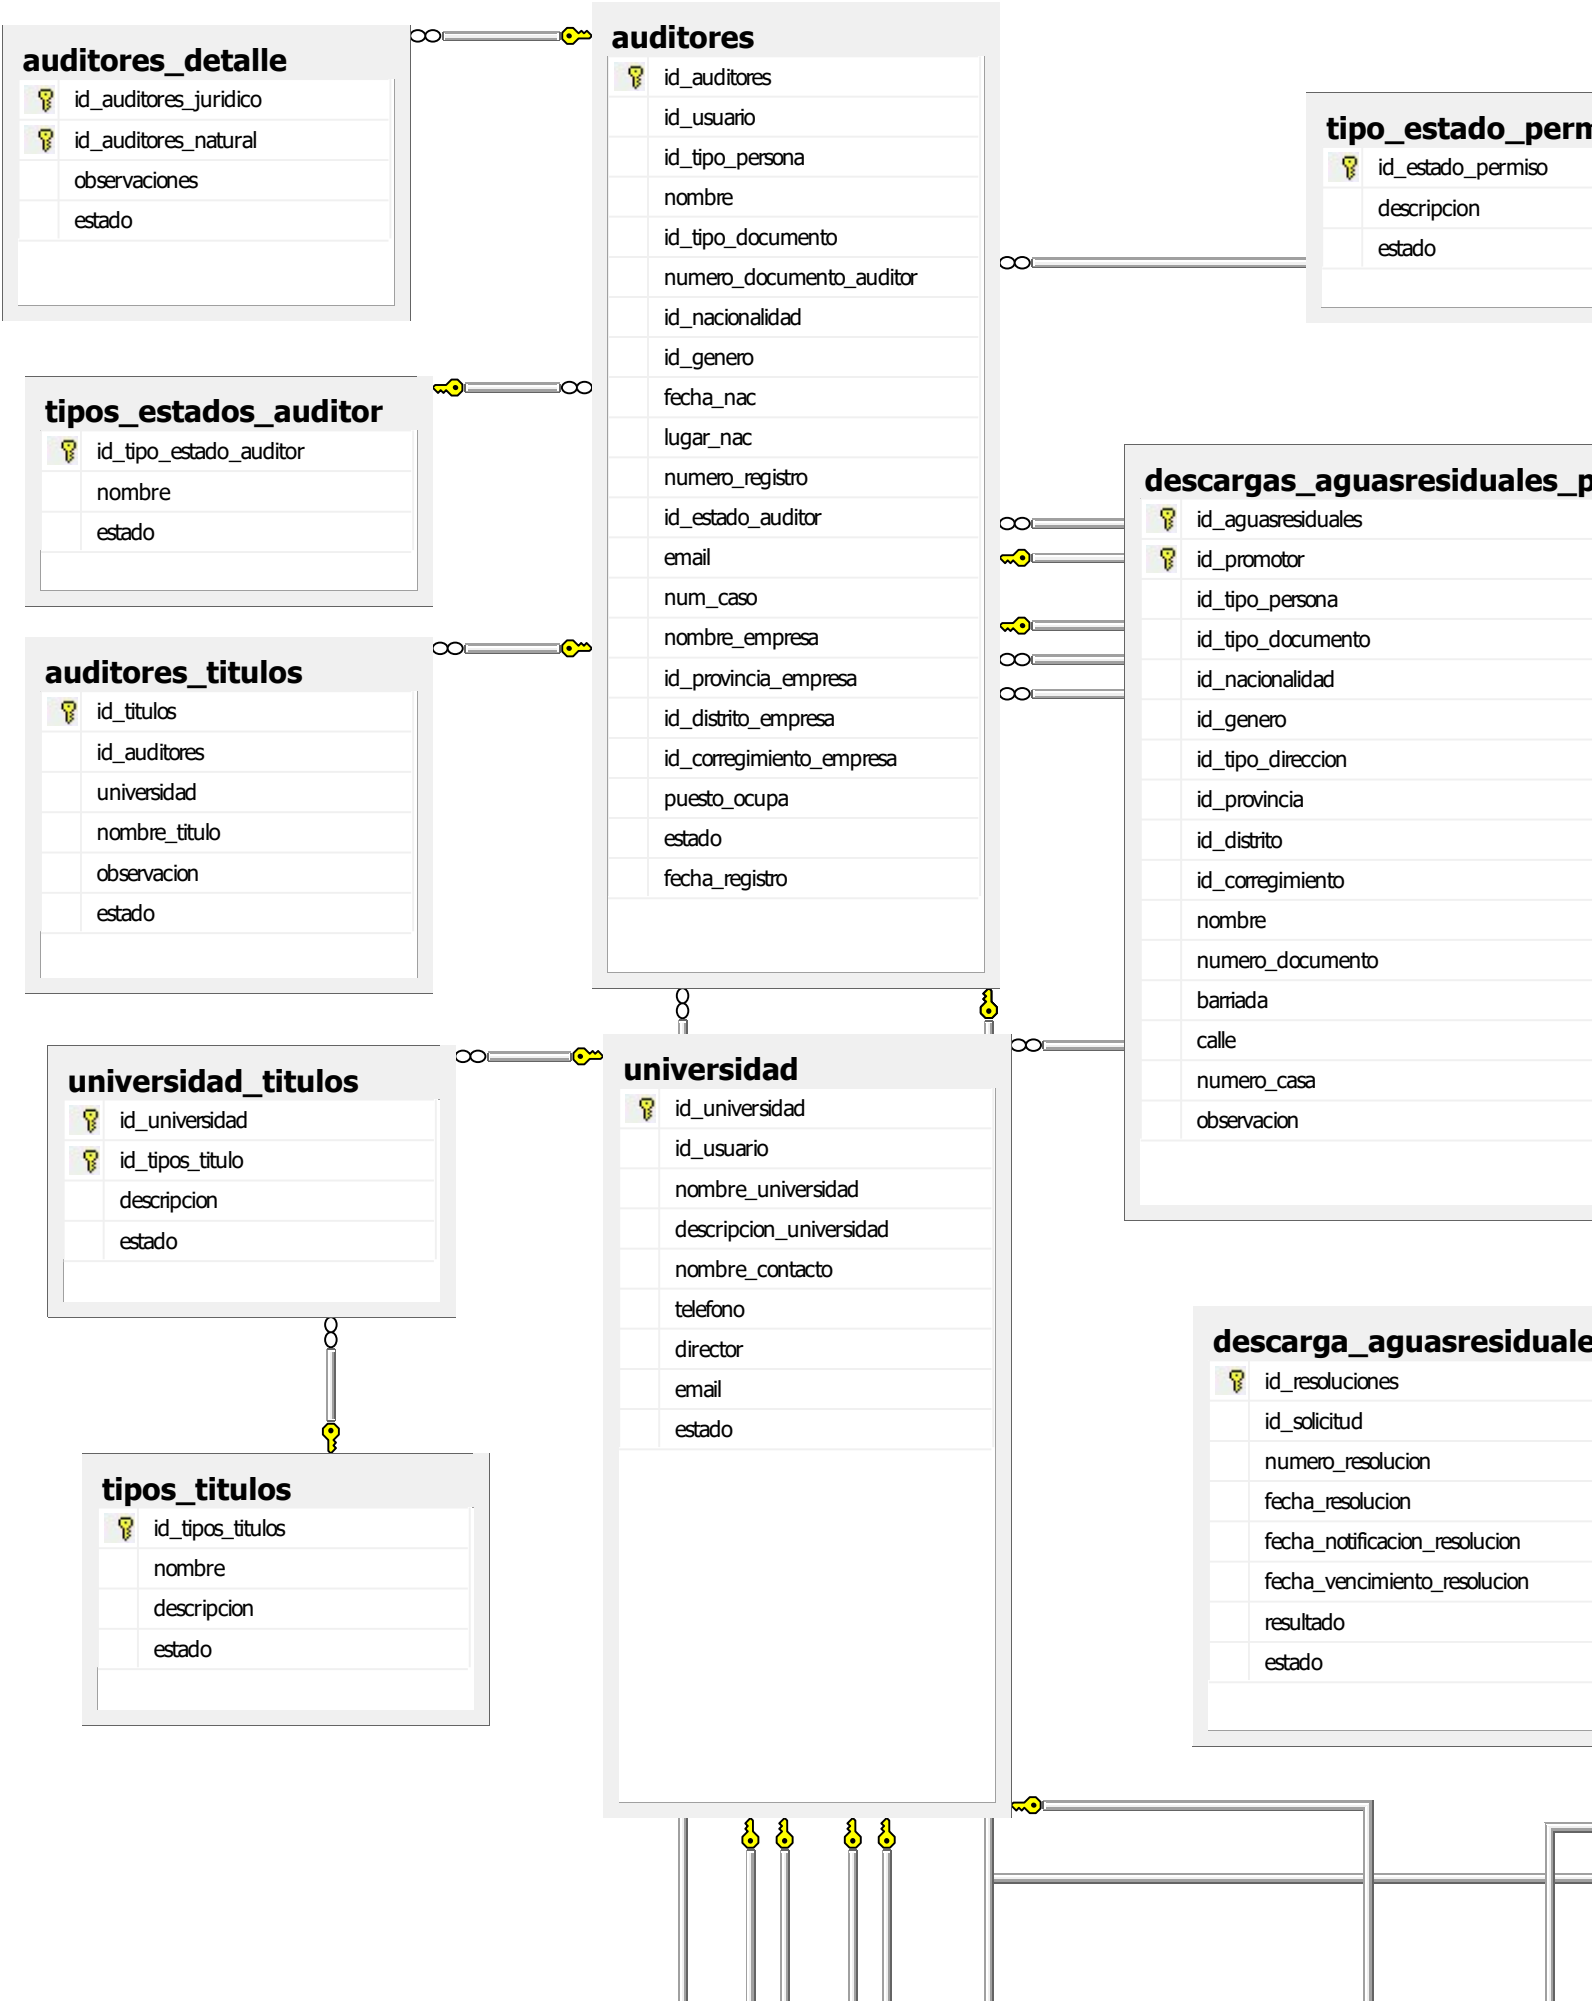 auditores_detalle
id_auditores_juridico
id_auditores_natural
observaciones
estado
auditores
id_auditores
id_usuario
id_tipo_persona
nombre
id_tipo_documento
numero_documento_auditor
id_nacionalidad
id_genero
fecha_nac
lugar_nac
numero_registro
id_estado_auditor
email
num_caso
nombre_empresa
id_provincia_empresa
id_distrito_empresa
id_corregimiento_empresa
puesto_ocupa
estado
fecha_registro
tipo_estado_perm
id_estado_permiso
descripcion
estado
tipos_estados_auditor
id_tipo_estado_auditor
nombre
estado
auditores_titulos
id_titulos
id_auditores
universidad
nombre_titulo
observacion
estado
descargas_aguasresiduales_p
id_aguasresiduales
id_promotor
id_tipo_persona
id_tipo_documento
id_nacionalidad
id_genero
id_tipo_direccion
id_provincia
id_distrito
id_corregimiento
nombre
numero_documento
barriada
calle
numero_casa
observacion
universidad_titulos
id_universidad
id_tipos_titulo
descripcion
estado
universidad
id_universidad
id_usuario
nombre_universidad
descripcion_universidad
nombre_contacto
telefono
director
email
estado
tipos_titulos
id_tipos_titulos
nombre
descripcion
estado
descarga_aguasresiduale
id_resoluciones
id_solicitud
numero_resolucion
fecha_resolucion
fecha_notificacion_resolucion
fecha_vencimiento_resolucion
resultado
estado